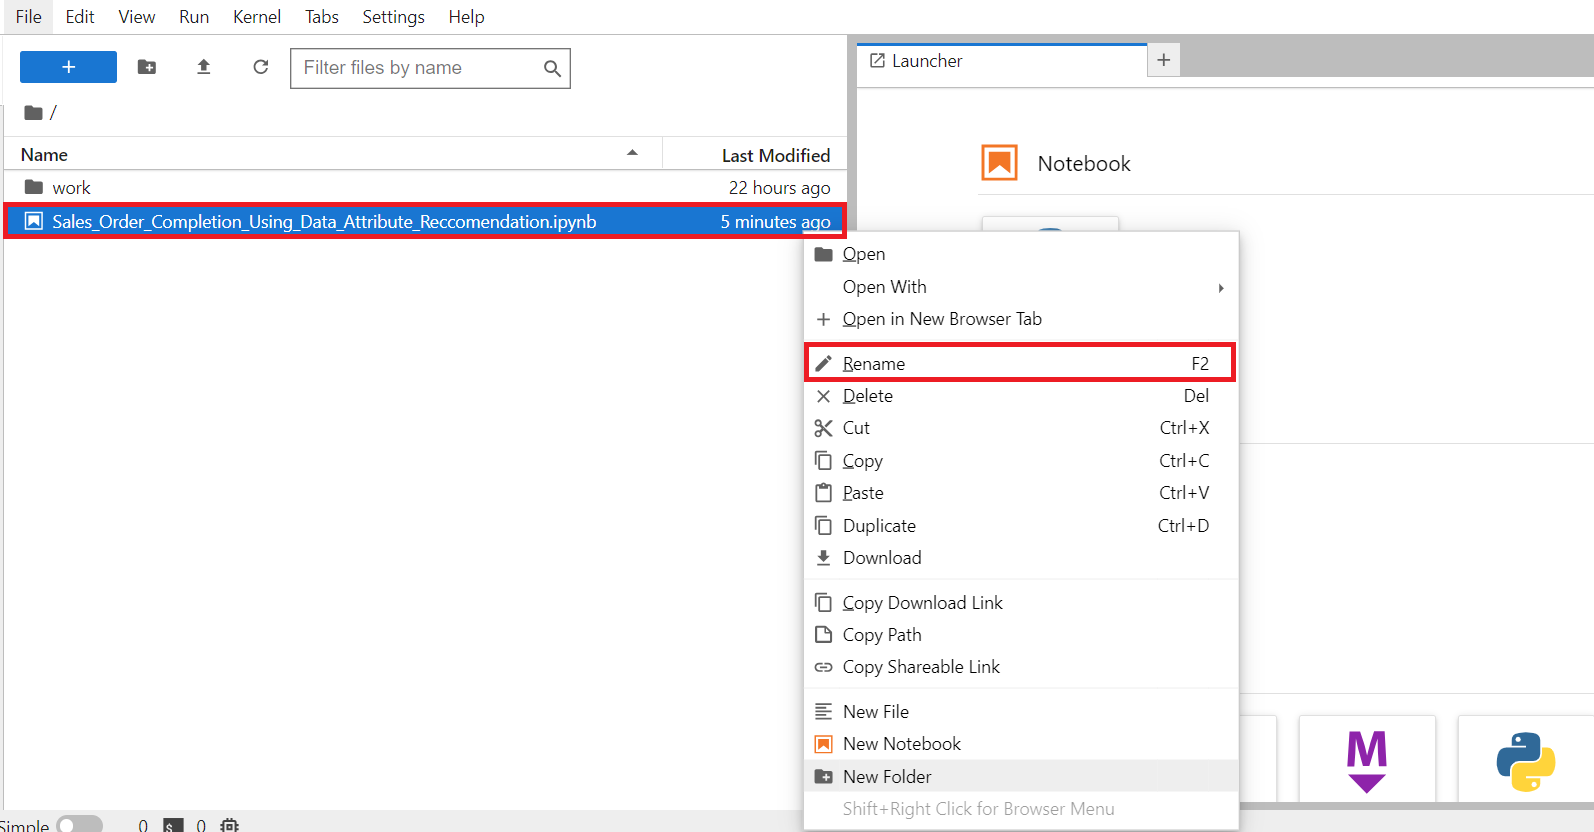 File Edit View Run Kernel Tabs Settings Help
+
Filter files by name
Launcher
+
/
Name Last Modified
Notebook
work 22 hours ago
Sales_Order_Completion_Using_Data_Attribute_Reccomendation.ipynb 5 minutes ago
Open
Open With
Open in New Browser Tab
Rename F2
Delete Del
Cut Ctrl+X
Copy Ctrl+C
Paste Ctrl+V
Duplicate Ctrl+D
Download
Copy Download Link
Copy Path
Copy Shareable Link
New File
New Notebook
New Folder
Shift+Right Click for Browser Menu
M
Simple 0 $_ 0